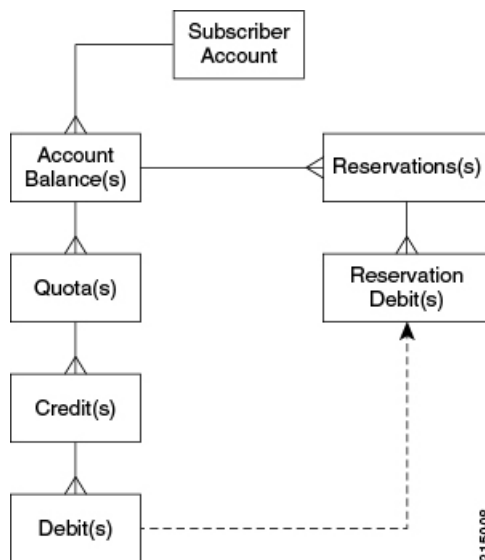 Subscriber
Account
Account
Balance(s)
Reservations(s)
Quota(s)
Reservation
Debit(s)
Credit(s)
Debit(s)